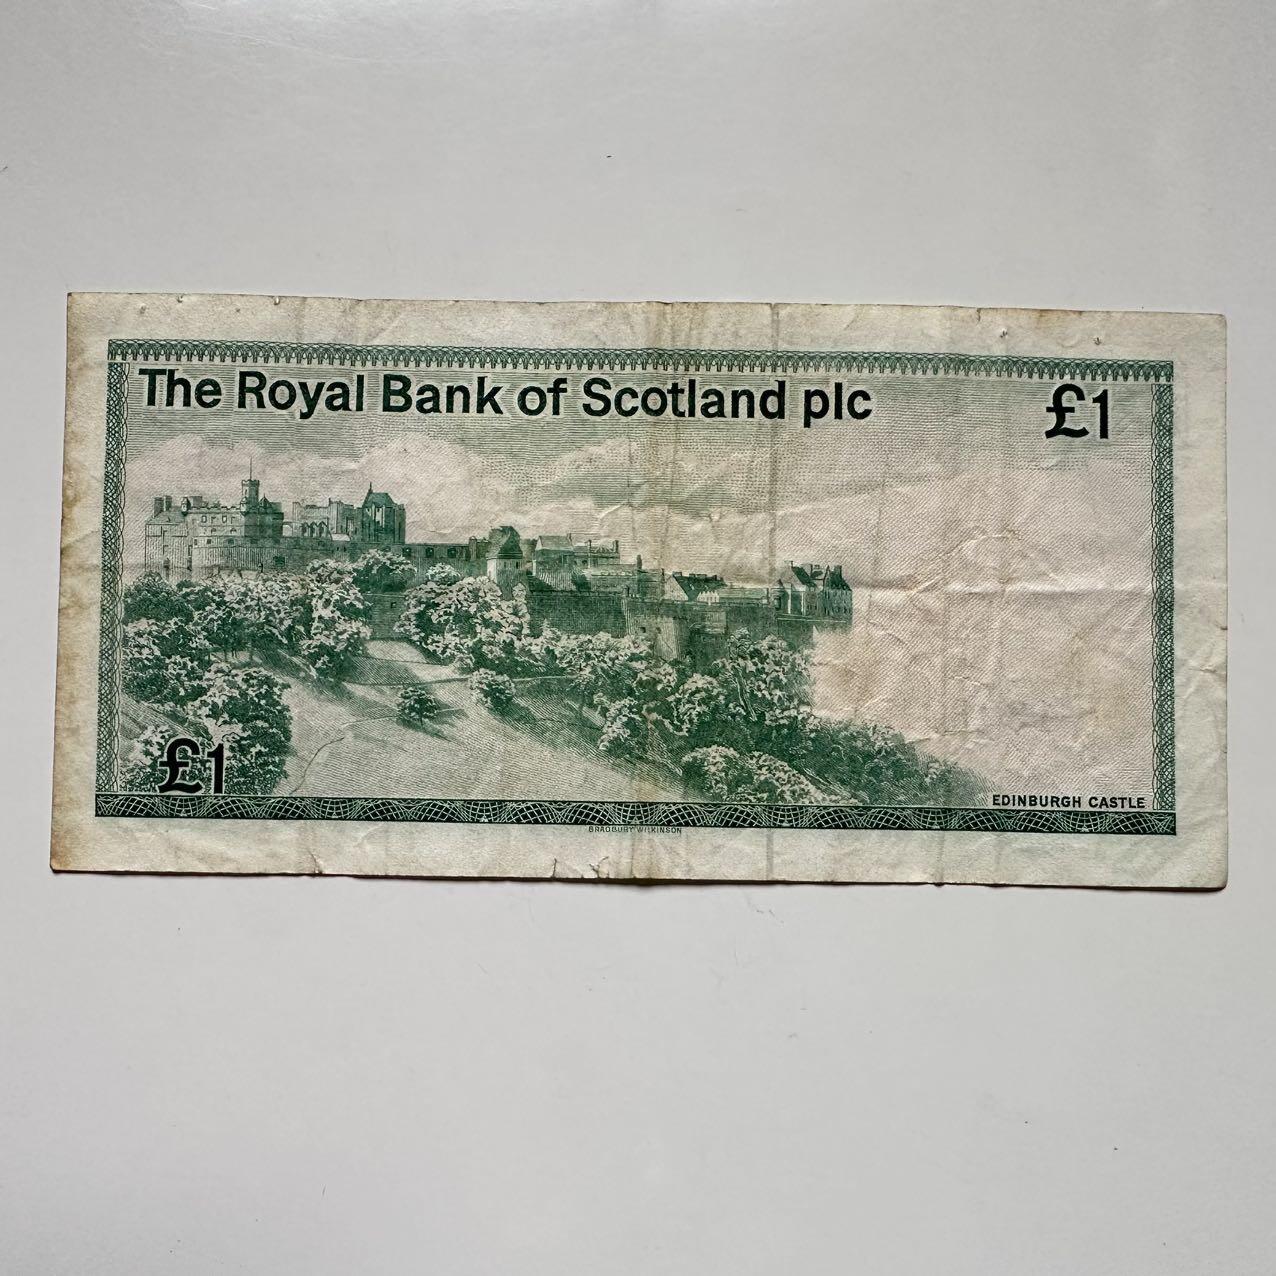 The Royal Bank of Scotland plc
£1
£1
EDINBURGH CASTLE
BRADBURY WILKINSON